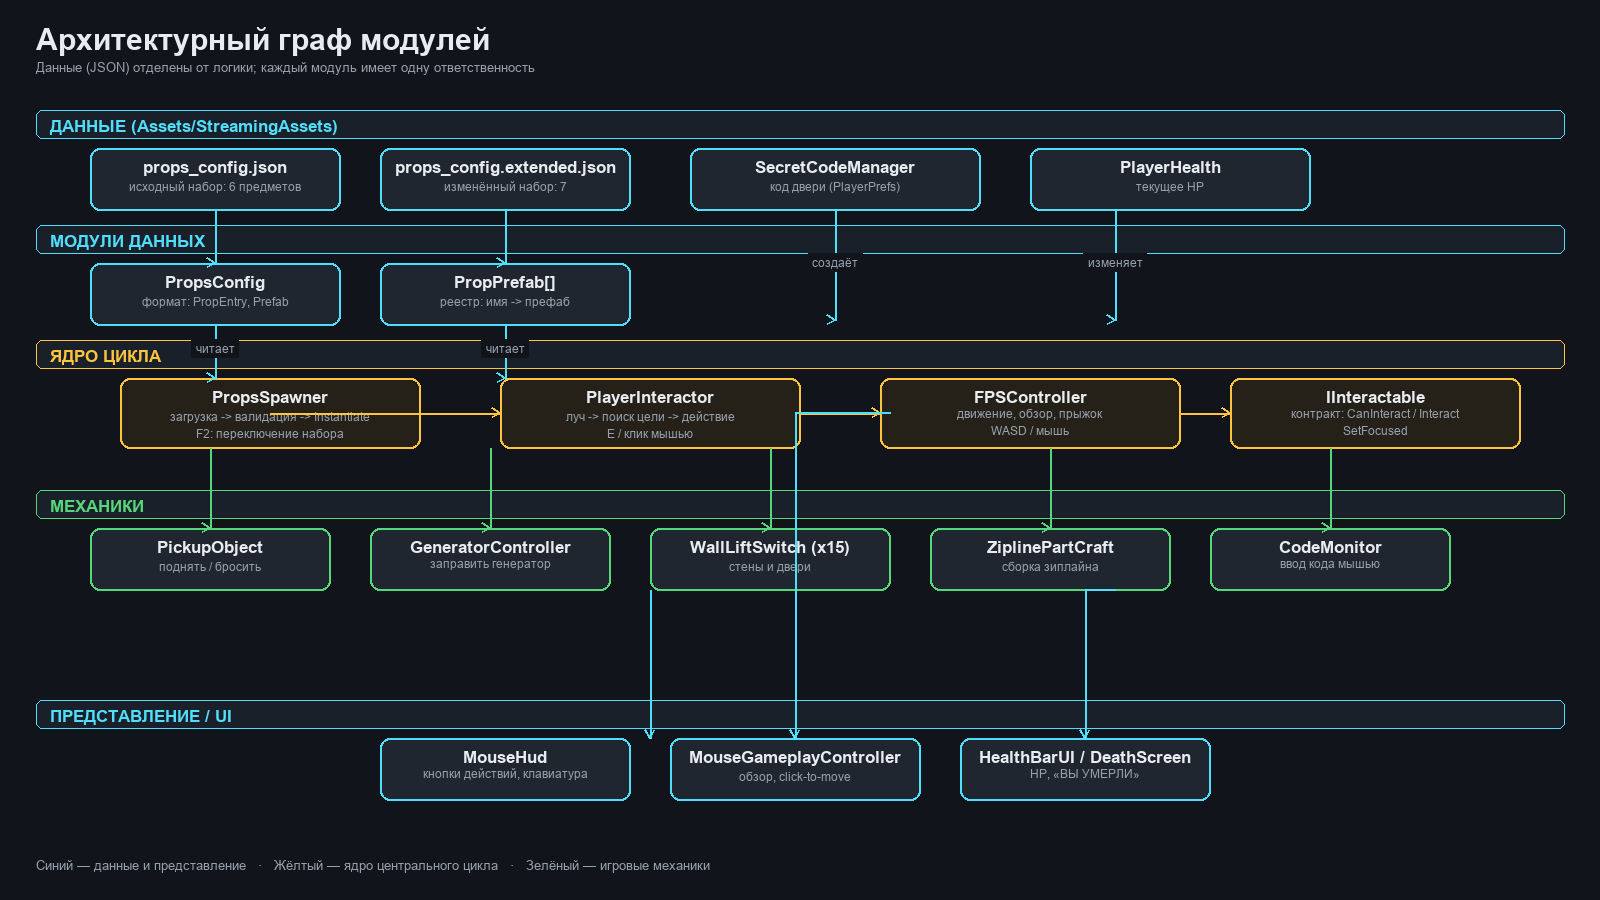 Архитектурный граф модулей
Данные (JSON) отделены от логики; каждый модуль имеет одну ответственность
ДАННЫЕ (Assets/StreamingAssets)
props_config.json
исходный набор: 6 предметов
props_config.extended.json
изменённый набор: 7
SecretCodeManager
код двери (PlayerPrefs)
PlayerHealth
текущее HP
МОДУЛИ ДАННЫХ
PropsConfig
формат: PropEntry, Prefab
PropPrefab[]
реестр: имя -> префаб
создаёт
изменяет
читает
читает
ЯДРО ЦИКЛА
PropsSpawner
загрузка -> валидация -> Instantiate
F2: переключение набора
PlayerInteractor
луч -> поиск цели -> действие
E / клик мышью
FPSController
движение, обзор, прыжок
WASD / мышь
IInteractable
контракт: CanInteract / Interact
SetFocused
МЕХАНИКИ
PickupObject
поднять / бросить
GeneratorController
заправить генератор
WallLiftSwitch (x15)
стены и двери
ZiplinePartCraft
сборка зиплайна
CodeMonitor
ввод кода мышью
ПРЕДСТАВЛЕНИЕ / UI
MouseHud
кнопки действий, клавиатура
MouseGameplayController
обзор, click-to-move
HealthBarUI / DeathScreen
HP, «ВЫ УМЕРЛИ»
Синий — данные и представление · Жёлтый — ядро центрального цикла · Зелёный — игровые механики